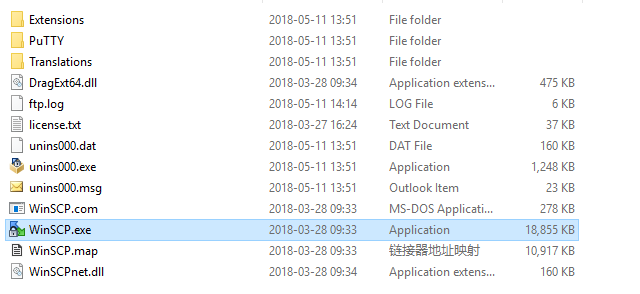 Extensions 2018-05-11 13:51 File folder
PuTTY 2018-05-11 13:51 File folder
Translations 2018-05-11 13:51 File folder
DragExt64.dll 2018-03-28 09:34 Application extens... 475 KB
ftp.log 2018-05-11 14:14 LOG File 6 KB
license.txt 2018-03-27 16:24 Text Document 37 KB
unins000.dat 2018-05-11 13:51 DAT File 160 KB
unins000.exe 2018-05-11 13:51 Application 1,248 KB
unins000.msg 2018-05-11 13:51 Outlook Item 23 KB
WinSCP.com 2018-03-28 09:33 MS-DOS Applicati... 278 KB
WinSCP.exe 2018-03-28 09:33 Application 18,855 KB
WinSCP.map 2018-03-28 09:33 链接器地址映射 10,917 KB
WinSCPnet.dll 2018-03-28 09:34 Application extens... 160 KB